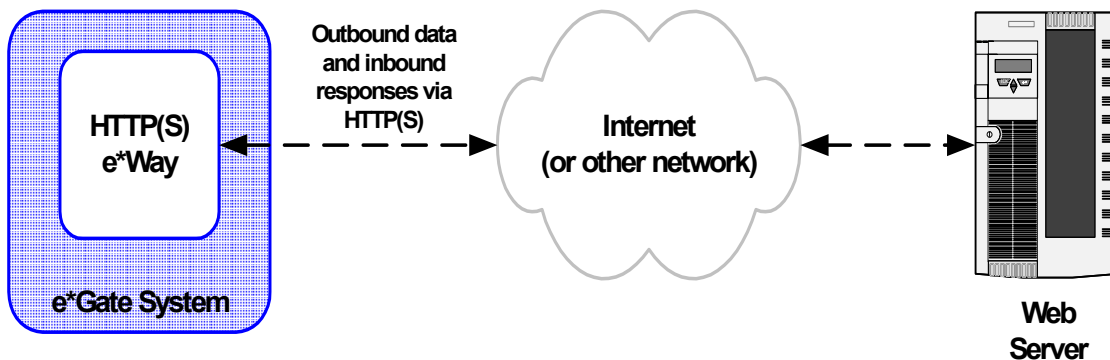 Outbound data
and inbound
responses via
HTTP(S)
HTTP(S)
e*Way
e*Gate System
Internet
(or other network)
Web
Server